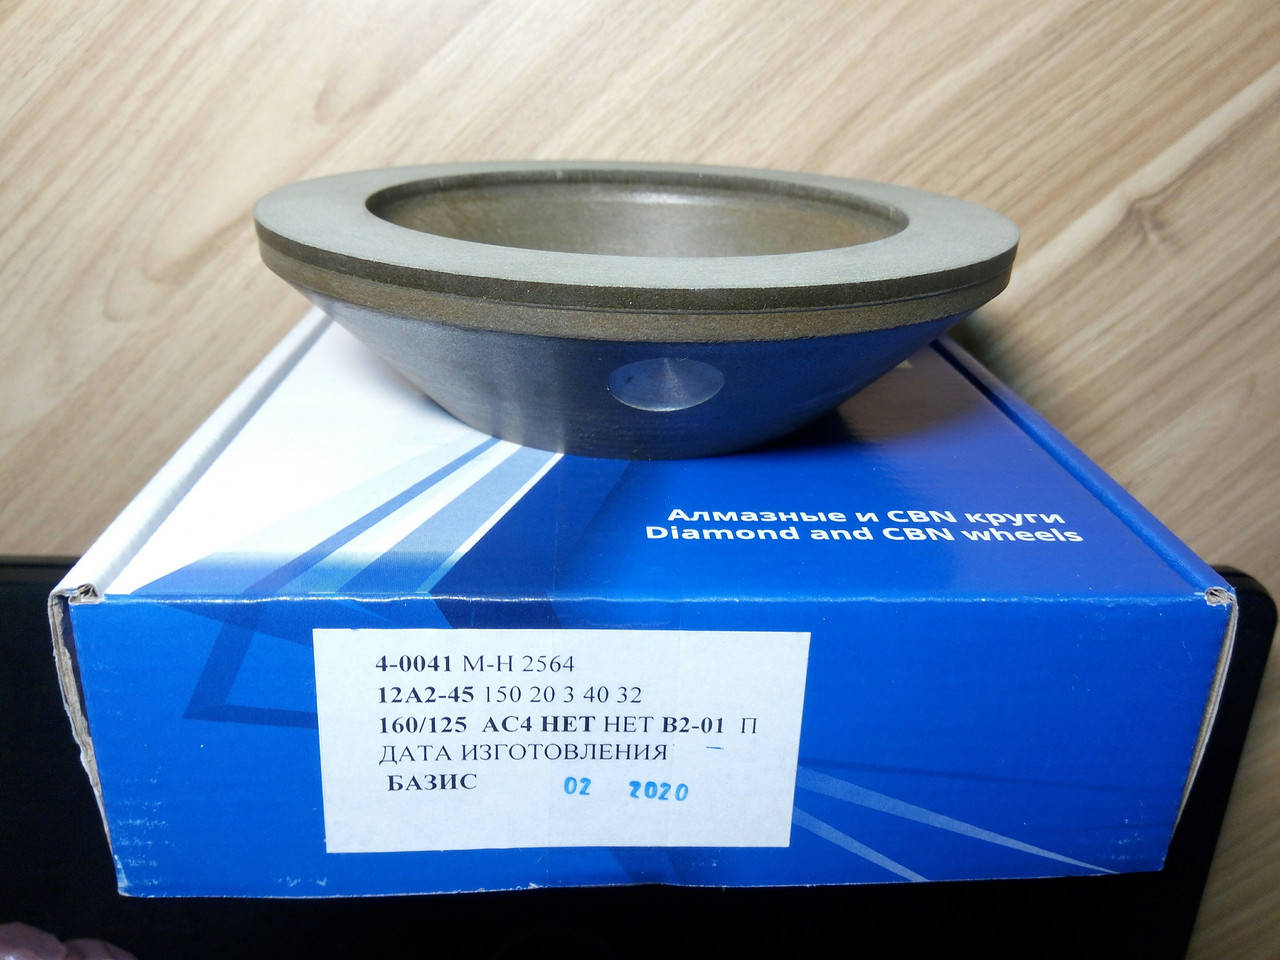 Алмазные и CBN круги
Diamond and CBN wheels
4-0041 М-Н 2564
12А2-45 150 20 3 40 32
160/125 АС4 НЕТ НЕТ В2-01 П
ДАТА ИЗГОТОВЛЕНИЯ
БАЗИС 02 2020